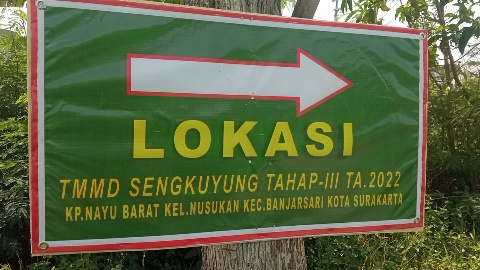 LOKASI
TMMD SENGKUYUNG TAHAP-III TA.2022
KP.NAYU BARAT KEL.NUSUKAN KEC.BANJARSARI KOTA SURAKARTA